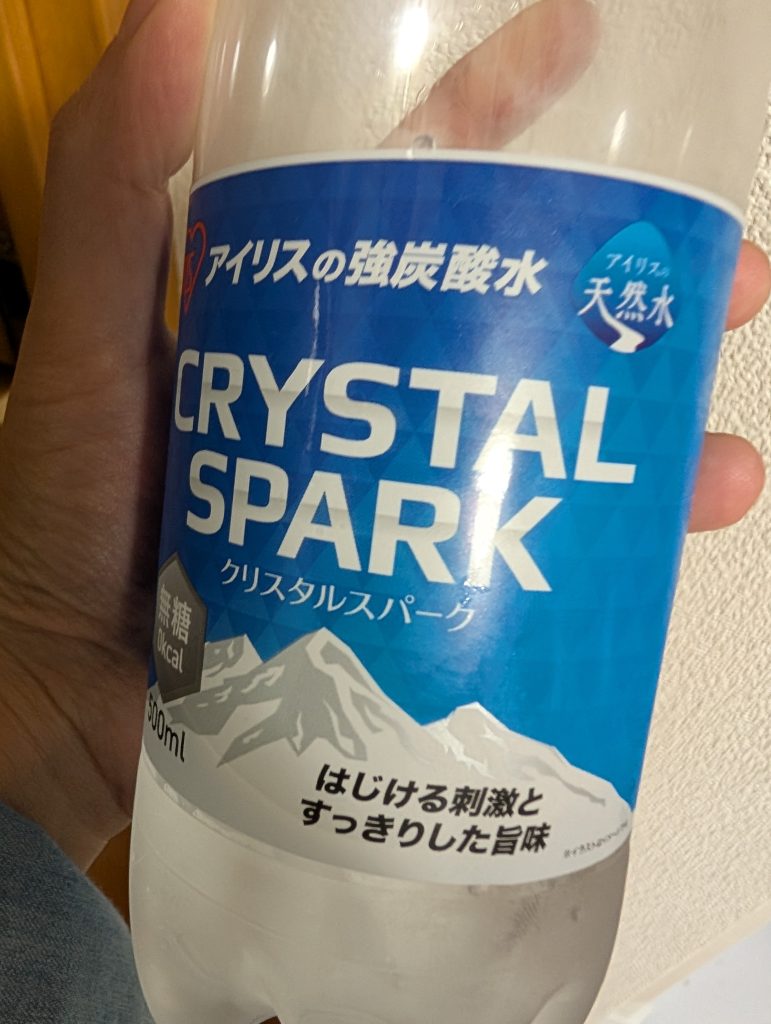 アイリスの強炭酸水
アイリスの
天然水
CRYSTAL
SPARK
クリスタルスパーク
無糖
0kcal
500ml
はじける刺激と
すっきりした旨味